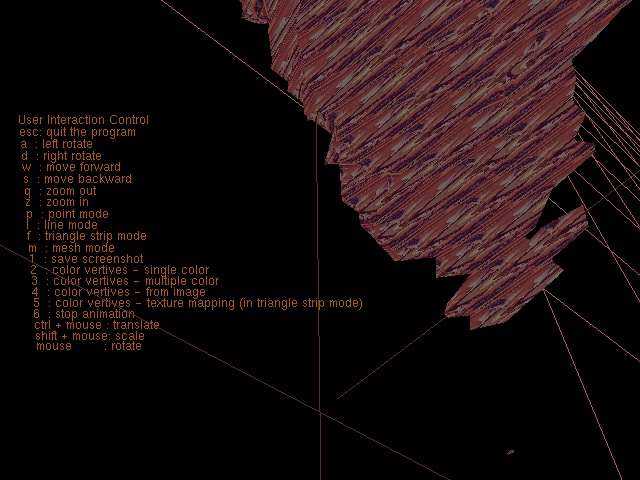 User Interaction Control
esc: quit the program
a : left rotate
d : right rotate
w : move forward
s : move backward
q : zoom out
z : zoom in
p : point mode
l : line mode
f : triangle strip mode
m : mesh mode
1 : save screenshot
2 : color vertives - single color
3 : color vertives - multiple color
4 : color vertives - from image
5 : color vertives - texture mapping (in triangle strip mode)
6 : stop animation
ctrl + mouse : translate
shift + mouse: scale
mouse : rotate